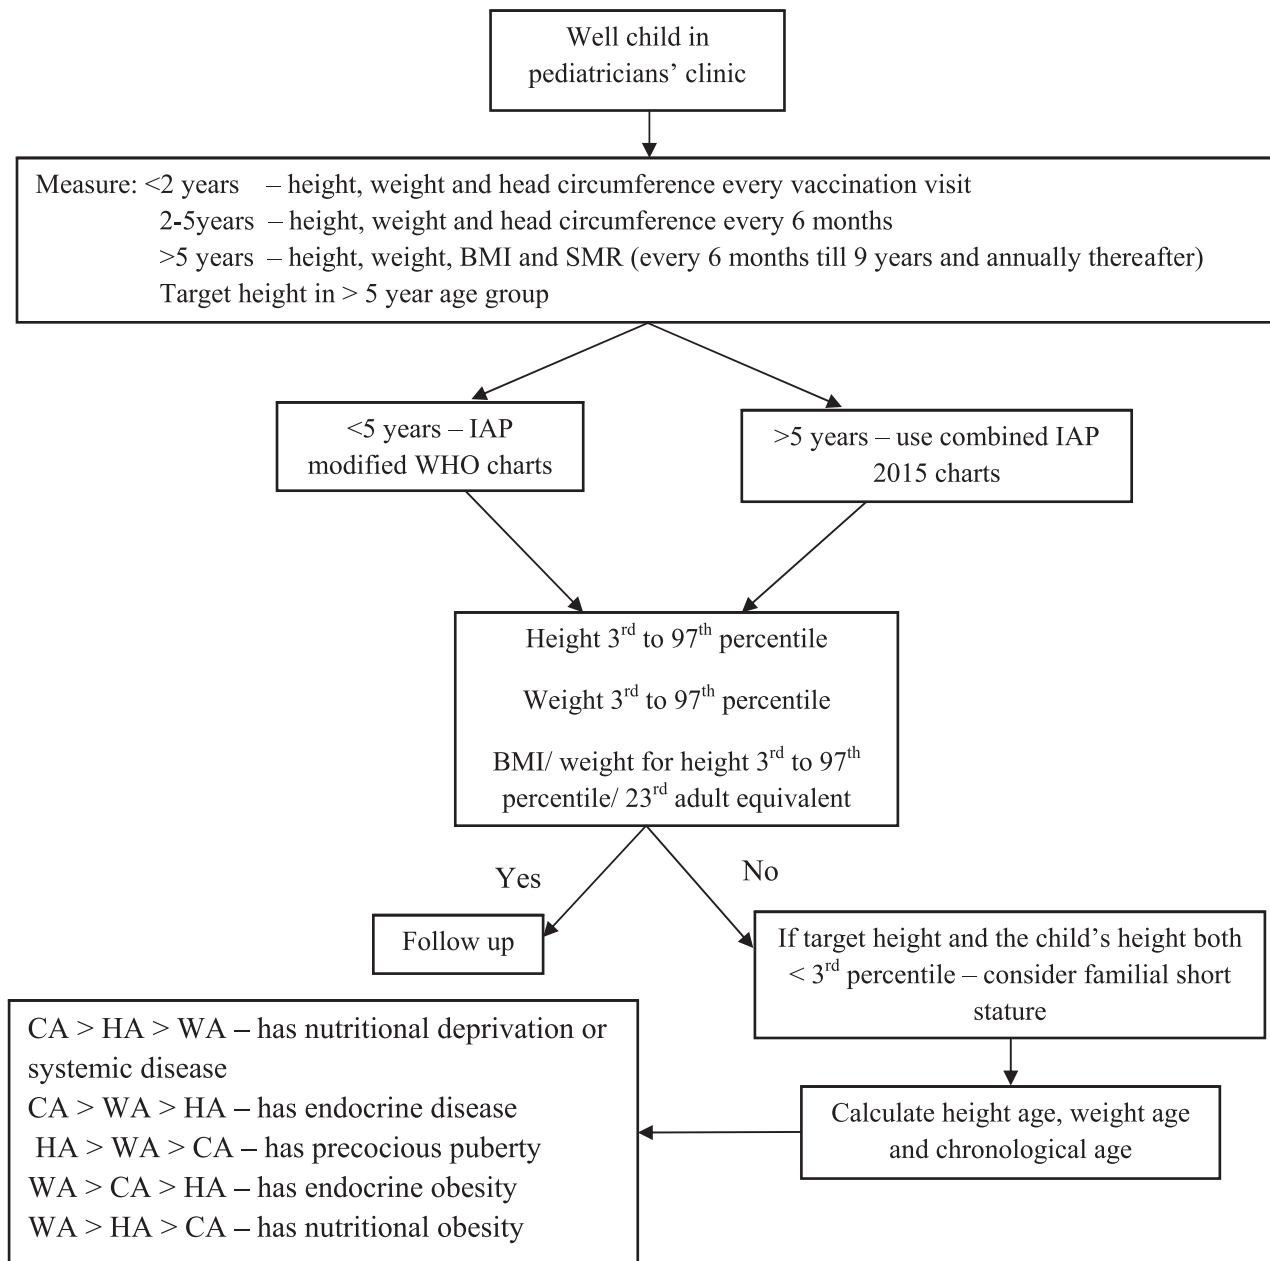 Well child in
pediatricians’ clinic
Measure: <2 years – height, weight and head circumference every vaccination visit
2-5years – height, weight and head circumference every 6 months
>5 years – height, weight, BMI and SMR (every 6 months till 9 years and annually thereafter)
Target height in > 5 year age group
<5 years – IAP
modified WHO charts
>5 years – use combined IAP
2015 charts
Height 3rd to 97th percentile
Weight 3rd to 97th percentile
BMI/ weight for height 3rd to 97th
percentile/ 23rd adult equivalent
Yes
No
Follow up
If target height and the child’s height both
< 3rd percentile – consider familial short
stature
Calculate height age, weight age
and chronological age
CA > HA > WA – has nutritional deprivation or
systemic disease
CA > WA > HA – has endocrine disease
HA > WA > CA – has precocious puberty
WA > CA > HA – has endocrine obesity
WA > HA > CA – has nutritional obesity